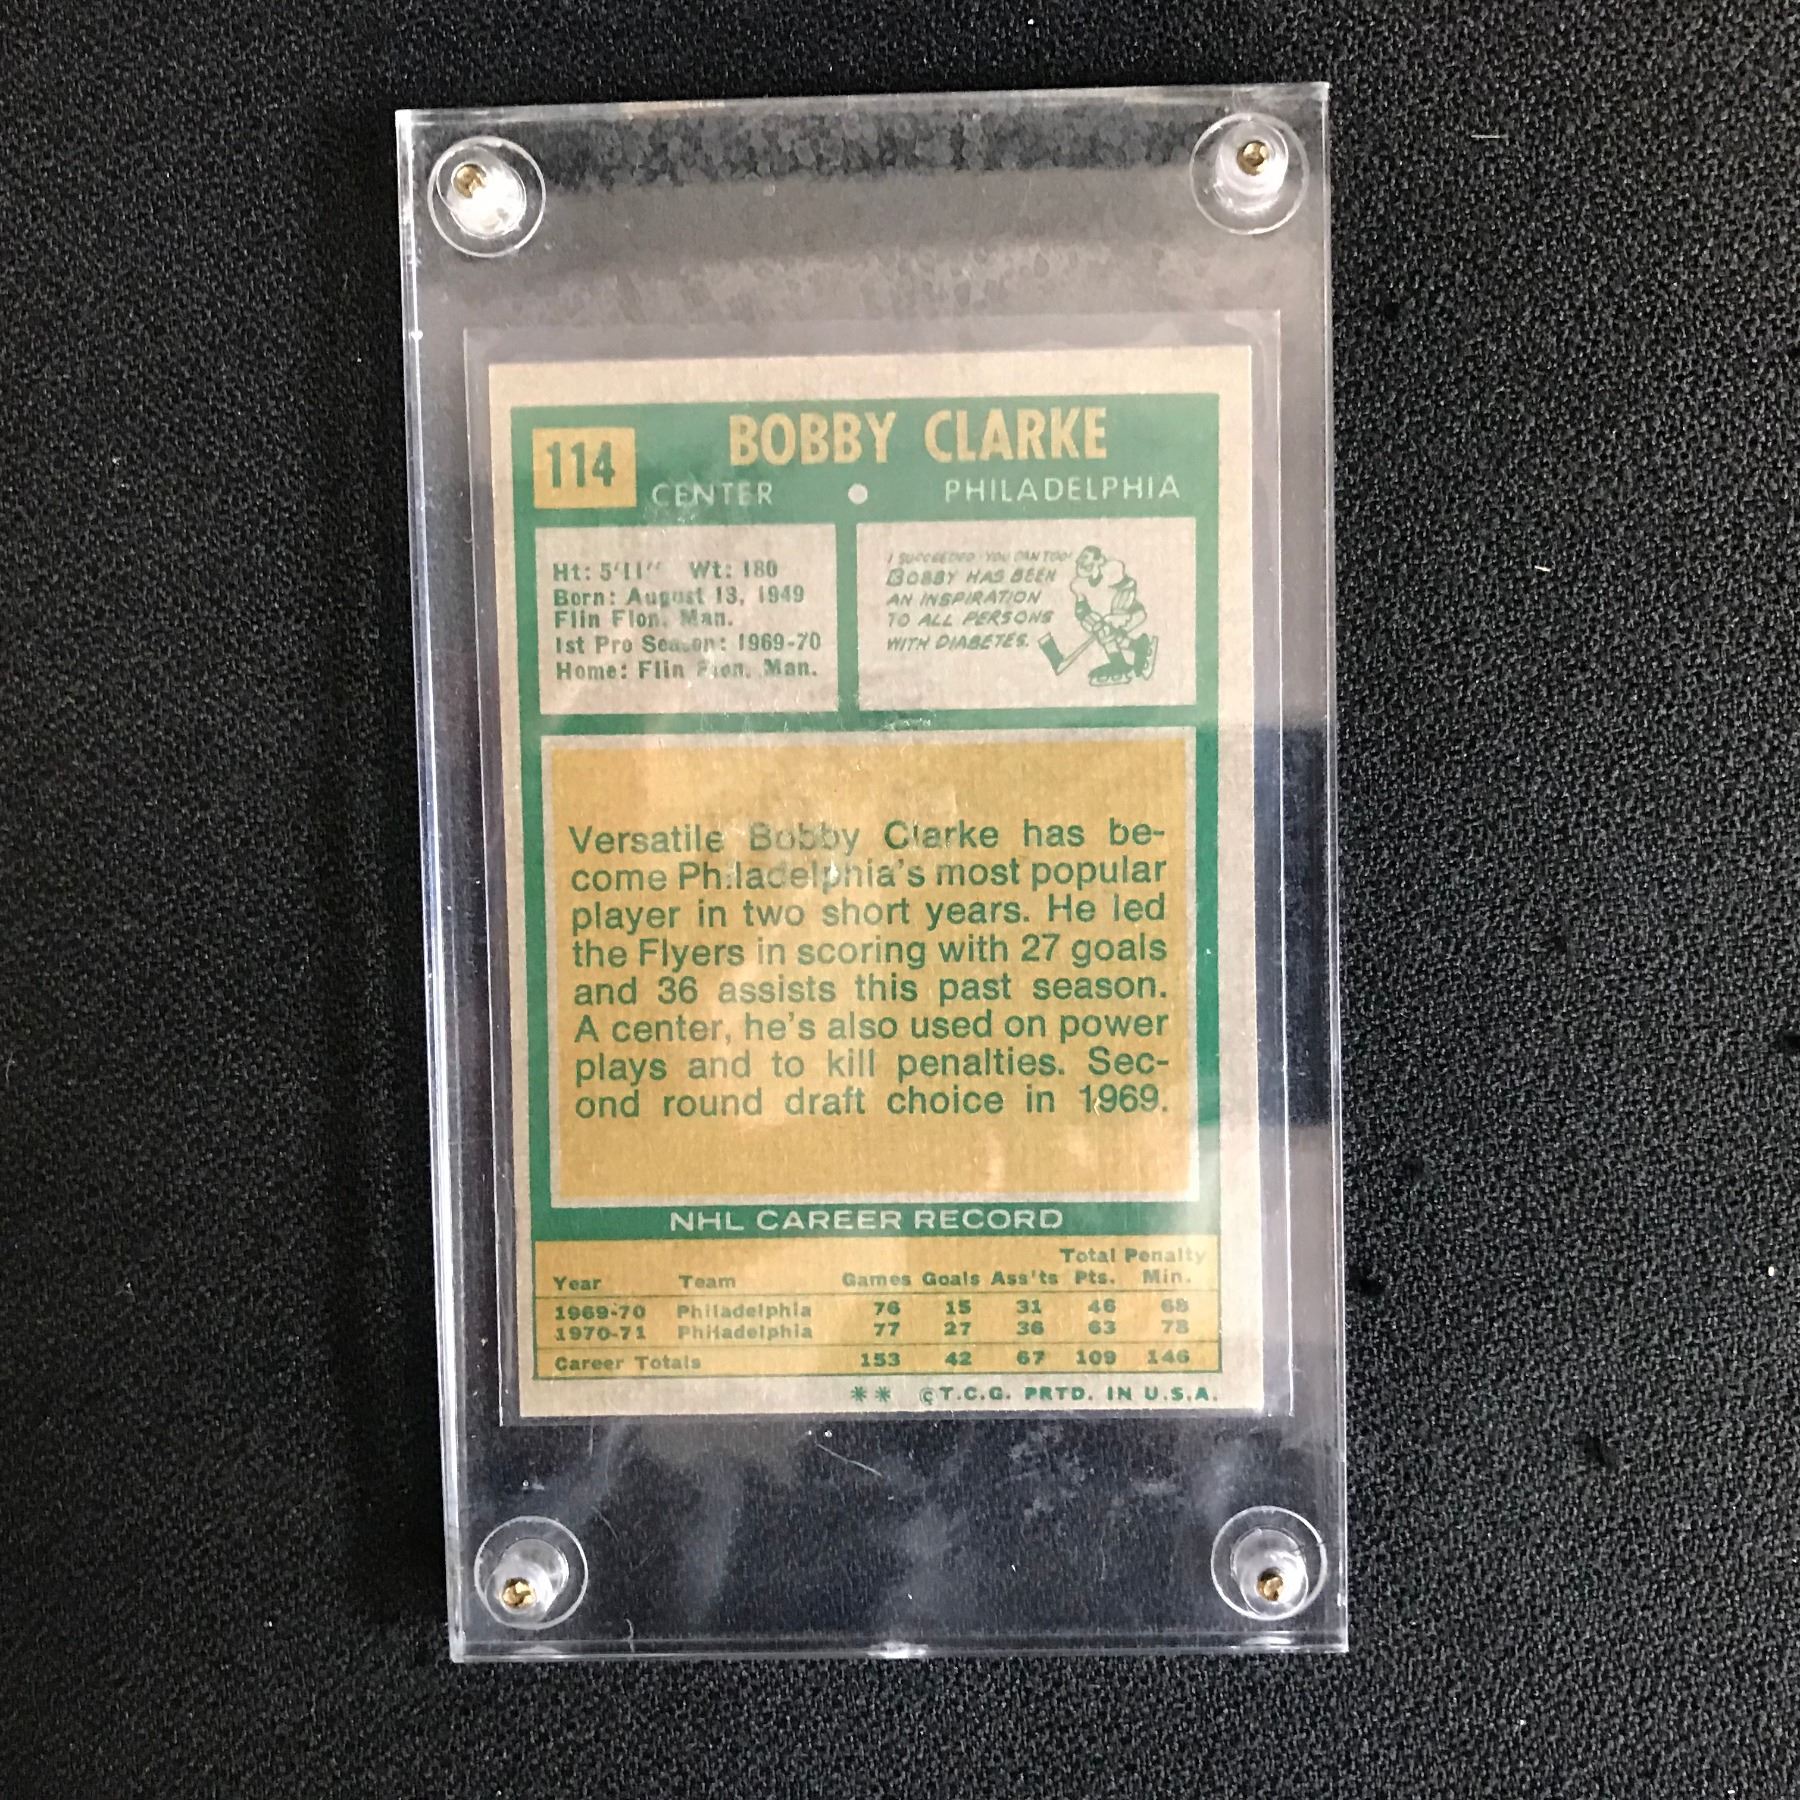 114
BOBBY CLARKE
CENTER • PHILADELPHIA
Ht: 5'11" Wt: 180
Born: August 13, 1949
Flin Flon, Man.
1st Pro Season: 1969-70
Home: Flin Flon, Man.
I SUCCEEDED - YOU CAN TOO!
BOBBY HAS BEEN
AN INSPIRATION
TO ALL PERSONS
WITH DIABETES.
Versatile Bobby Clarke has be-
come Philadelphia's most popular
player in two short years. He led
the Flyers in scoring with 27 goals
and 36 assists this past season.
A center, he's also used on power
plays and to kill penalties. Sec-
ond round draft choice in 1969.
NHL CAREER RECORD
Total Penalty
Year Team Games Goals Ass'ts Pts. Min.
1969-70 Philadelphia 76 15 31 46 68
1970-71 Philadelphia 77 27 36 63 78
Career Totals 153 42 67 109 146
** ©T.C.G. PRTD. IN U.S.A.